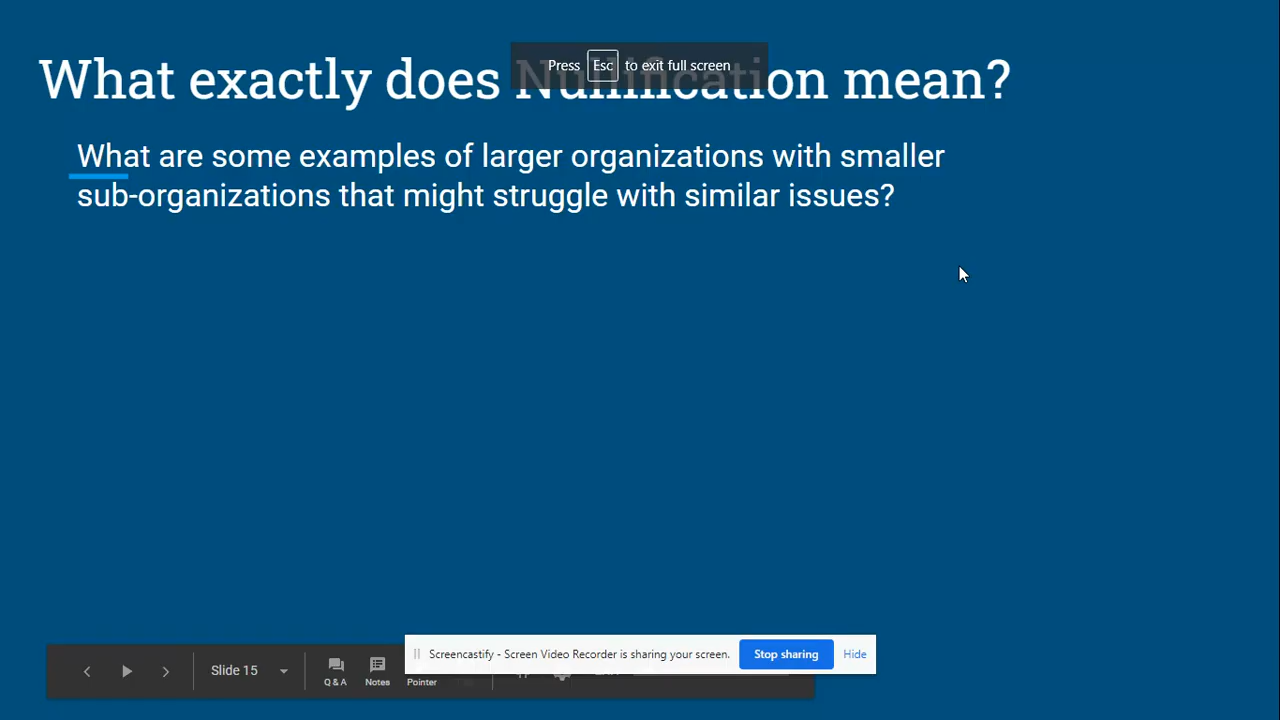 What exactly does Nullification mean?
Press Esc to exit full screen
What are some examples of larger organizations with smaller
sub-organizations that might struggle with similar issues?
Screencastify - Screen Video Recorder is sharing your screen. Stop sharing Hide
Slide 15
Q & A Notes Pointer